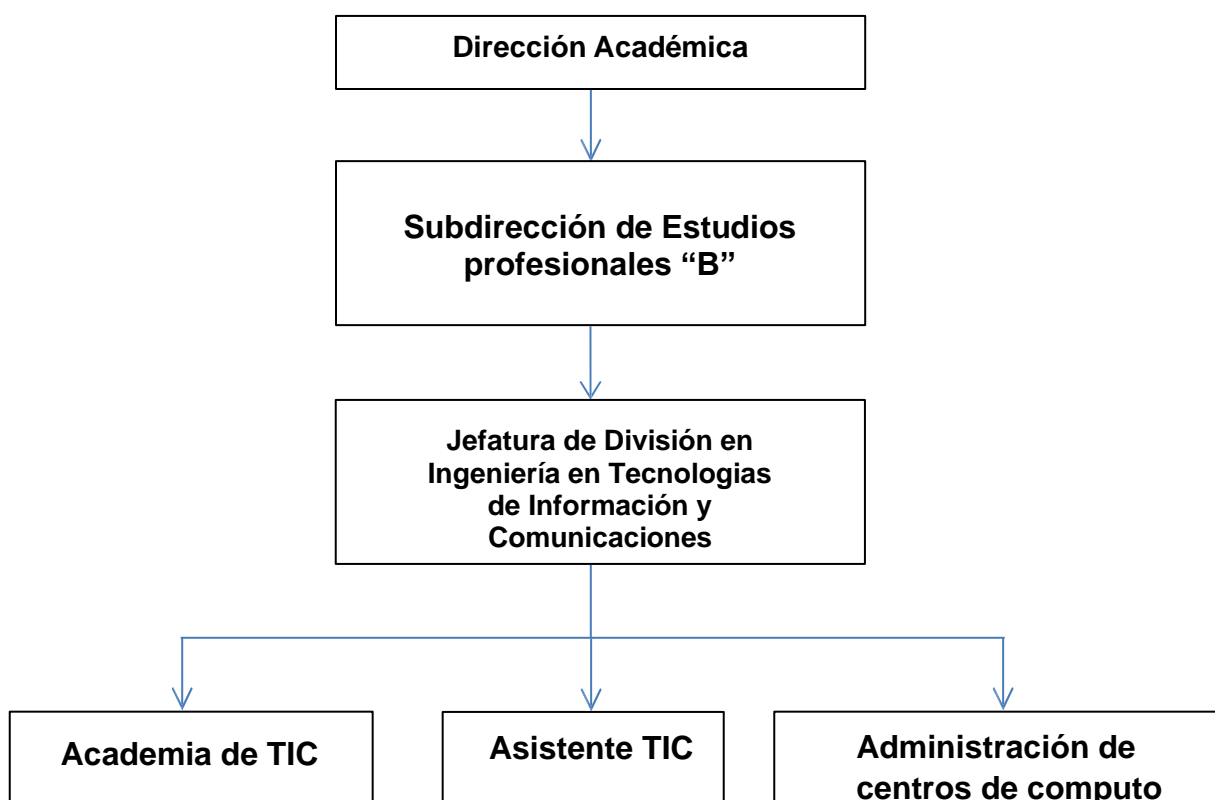 Dirección Académica
Subdirección de Estudios
profesionales “B”
Jefatura de División en
Ingeniería en Tecnologias
de Información y
Comunicaciones
Academia de TIC
Asistente TIC
Administración de
centros de computo